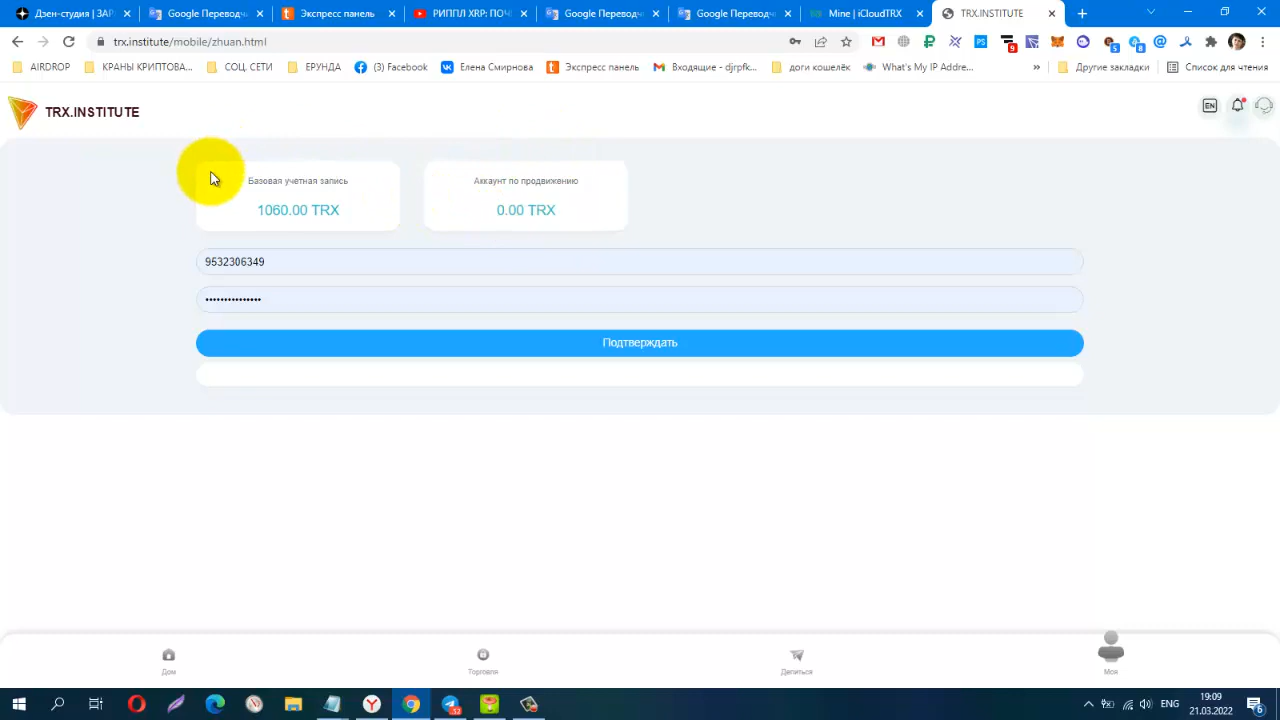 Дзен-студия | ЗАР
Google Переводч
Экспресс панель
РИППЛ XRP: ПОЧ
Google Переводч
Google Переводч
Mine | iCloudTRX
TRX.INSTITUTE
trx.institute/mobile/zhuan.html
AIRDROP
КРАНЫ КРИПТОВА...
СОЦ. СЕТИ
ЕРУНДА
(3) Facebook
Елена Смирнова
Экспресс панель
Входящие - djrpfk...
доги кошелёк
What's My IP Addre...
»
Другие закладки
Список для чтения
TRX.INSTITUTE
EN
Базовая учетная запись
Аккаунт по продвижению
1060.00 TRX
0.00 TRX
9532306349
•••••••••••••••
Подтверждать
Дом
Торговля
Делиться
Моя
19:09
ENG
21.03.2022